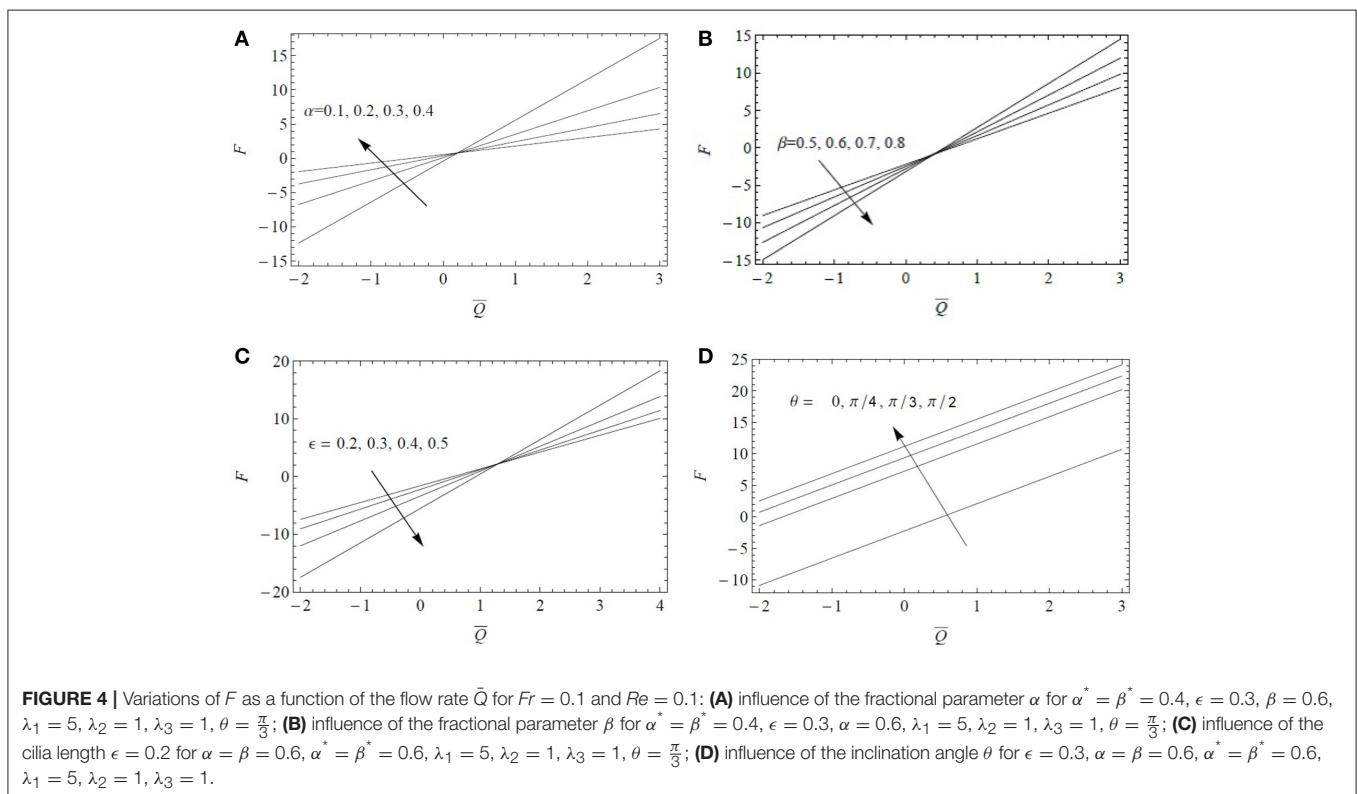 A
15
10
5
0
−5
−10
−15
F
α=0.1, 0.2, 0.3, 0.4
−2 −1 0 1 2 3
Q̅
B
15
10
5
0
−5
−10
−15
F
β=0.5, 0.6, 0.7, 0.8
−2 −1 0 1 2 3
Q̅
C
20
10
0
−10
−20
F
ϵ = 0.2, 0.3, 0.4, 0.5
−2 −1 0 1 2 3 4
Q̅
D
25
20
15
10
5
0
−5
−10
F
θ = 0, π/4, π/3, π/2
−2 −1 0 1 2 3
Q̅
FIGURE 4 | Variations of F as a function of the flow rate Q̄ for Fr = 0.1 and Re = 0.1: (A) influence of the fractional parameter α for α* = β* = 0.4, ϵ = 0.3, β = 0.6,
λ₁ = 5, λ₂ = 1, λ₃ = 1, θ = π/3; (B) influence of the fractional parameter β for α* = β* = 0.4, ϵ = 0.3, α = 0.6, λ₁ = 5, λ₂ = 1, λ₃ = 1, θ = π/3; (C) influence of the
cilia length ϵ = 0.2 for α = β = 0.6, α* = β* = 0.6, λ₁ = 5, λ₂ = 1, λ₃ = 1, θ = π/3; (D) influence of the inclination angle θ for ϵ = 0.3, α = β = 0.6, α* = β* = 0.6,
λ₁ = 5, λ₂ = 1, λ₃ = 1.